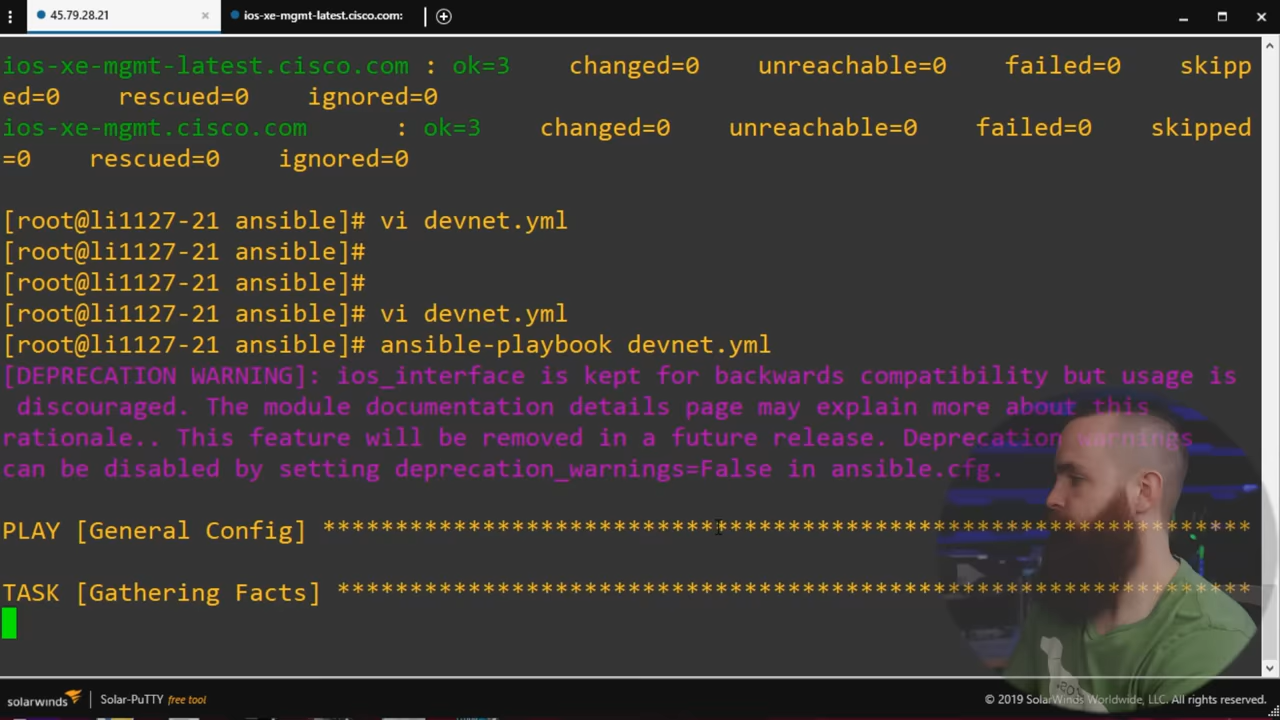 45.79.28.21 × ios-xe-mgmt-latest.cisco.com:
ios-xe-mgmt-latest.cisco.com : ok=3 changed=0 unreachable=0 failed=0 skipp
ed=0 rescued=0 ignored=0
ios-xe-mgmt.cisco.com : ok=3 changed=0 unreachable=0 failed=0 skipped
=0 rescued=0 ignored=0
[root@li1127-21 ansible]# vi devnet.yml
[root@li1127-21 ansible]#
[root@li1127-21 ansible]#
[root@li1127-21 ansible]# vi devnet.yml
[root@li1127-21 ansible]# ansible-playbook devnet.yml
[DEPRECATION WARNING]: ios_interface is kept for backwards compatibility but usage is
discouraged. The module documentation details page may explain more about this
rationale.. This feature will be removed in a future release. Deprecation warnings
can be disabled by setting deprecation_warnings=False in ansible.cfg.
PLAY [General Config] ****************************************************************
TASK [Gathering Facts] ***************************************************************
solarwinds Solar-PuTTY free tool © 2019 SolarWinds Worldwide, LLC. All rights reserved.